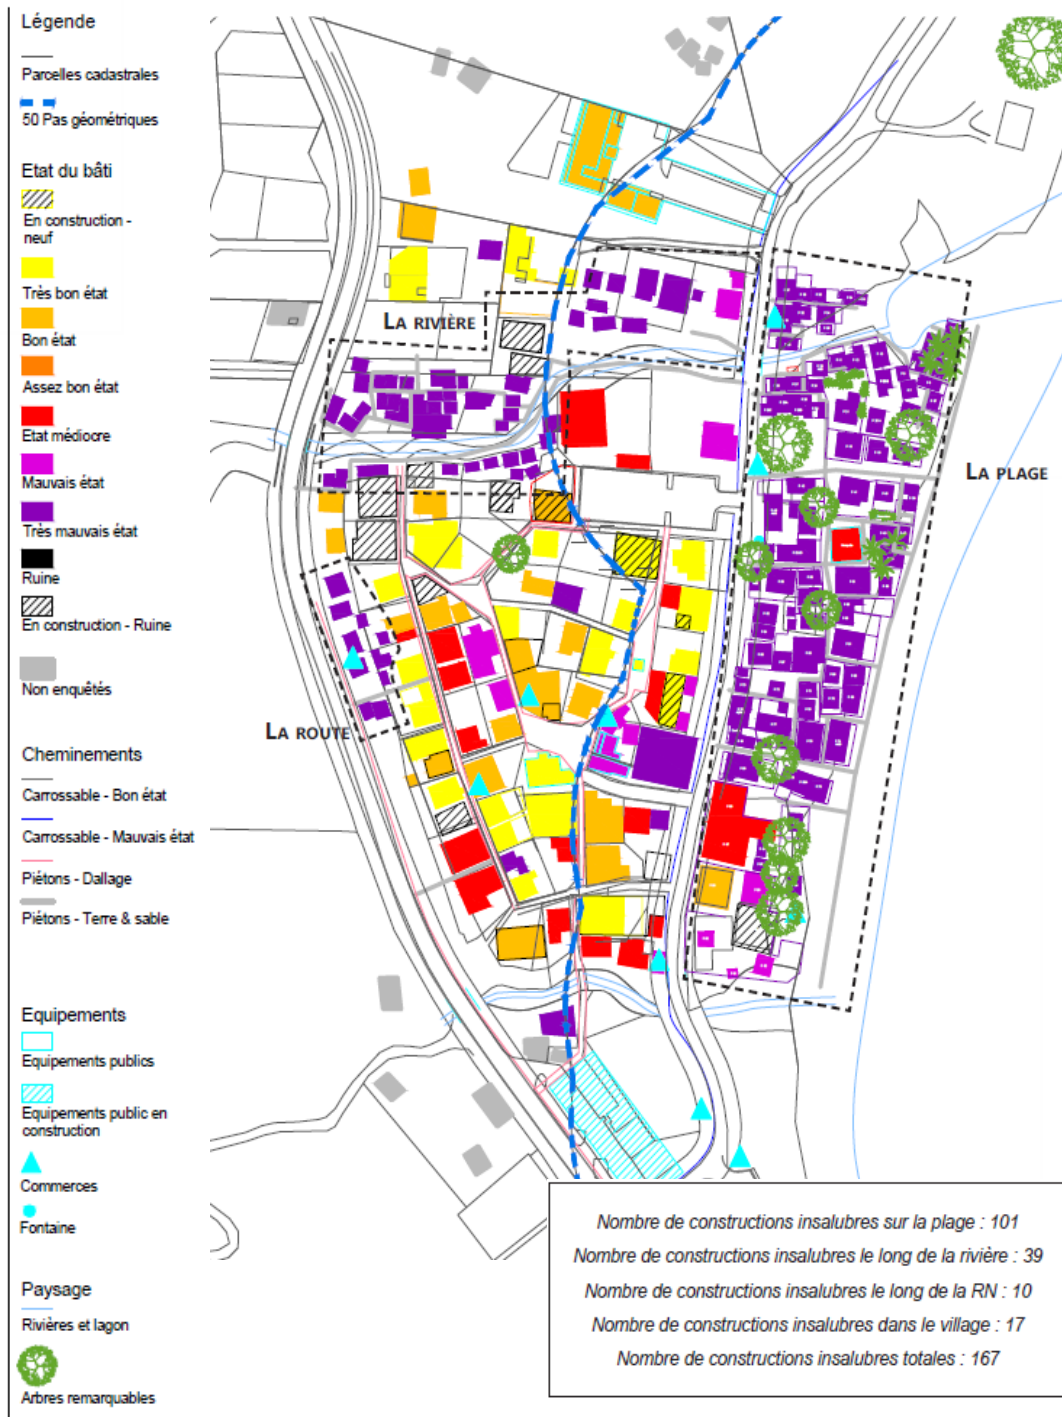 Légende
Parcelles cadastrales
50 Pas géométriques
Etat du bâti
En construction -
neuf
Très bon état
Bon état
Assez bon état
Etat médiocre
Mauvais état
Très mauvais état
Ruine
En construction - Ruine
Non enquêtés
Cheminements
Carrossable - Bon état
Carrossable - Mauvais état
Piétons - Dallage
Piétons - Terre & sable
Equipements
Equipements publics
Equipements public en
construction
Commerces
Fontaine
Paysage
Rivières et lagon
Arbres remarquables
LA RIVIÈRE
LA PLAGE
LA ROUTE
Nombre de constructions insalubres sur la plage : 101
Nombre de constructions insalubres le long de la rivière : 39
Nombre de constructions insalubres le long de la RN : 10
Nombre de constructions insalubres dans le village : 17
Nombre de constructions insalubres totales : 167